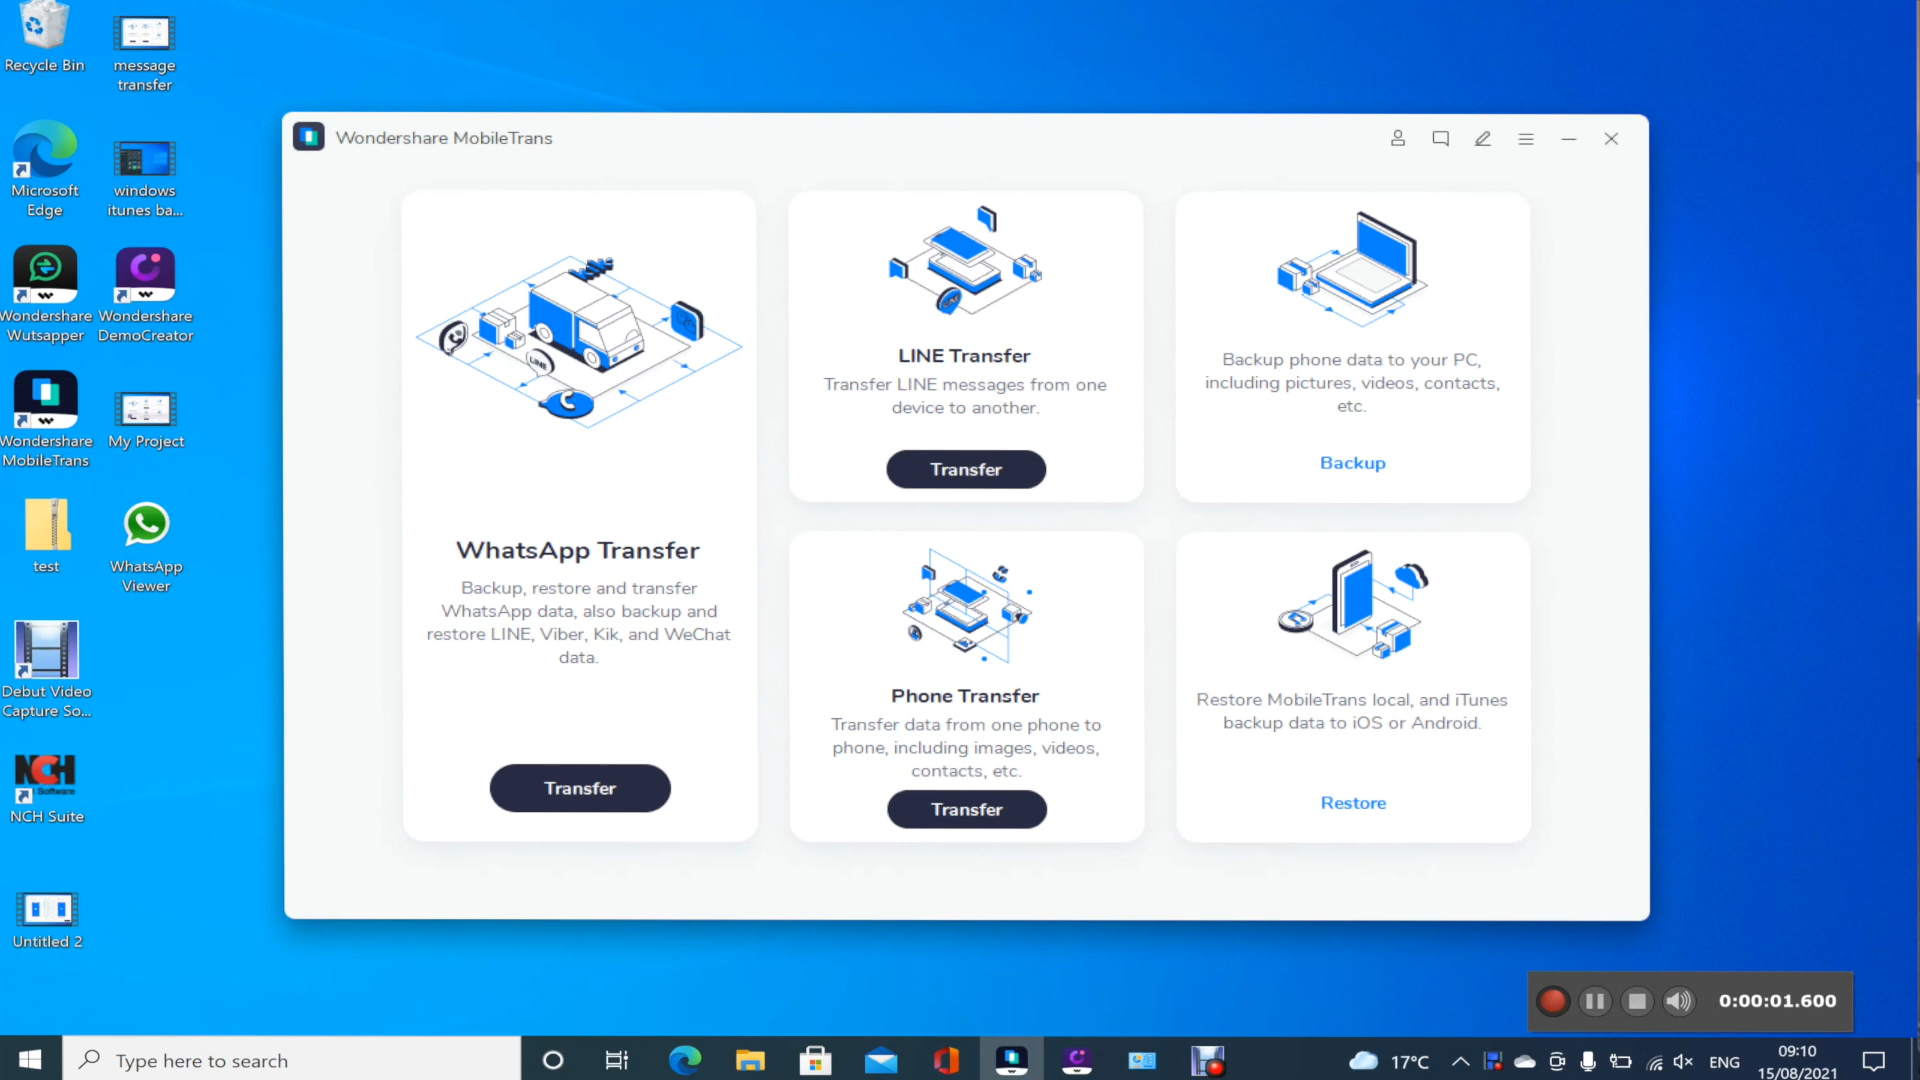 Recycle Bin
message
transfer
Microsoft
Edge
windows
itunes ba...
Wondershare
Wutsapper
Wondershare
DemoCreator
Wondershare
MobileTrans
My Project
test
WhatsApp
Viewer
Debut Video
Capture So...
NCH
Software
NCH Suite
Untitled 2
Wondershare MobileTrans
LINE
WhatsApp Transfer
Backup, restore and transfer
WhatsApp data, also backup and
restore LINE, Viber, Kik, and WeChat
data.
Transfer
LINE Transfer
Transfer LINE messages from one
device to another.
Transfer
Backup phone data to your PC,
including pictures, videos, contacts,
etc.
Backup
Phone Transfer
Transfer data from one phone to
phone, including images, videos,
contacts, etc.
Transfer
Restore MobileTrans local, and iTunes
backup data to iOS or Android.
Restore
0:00:01.600
Type here to search
17°C
ENG
09:10
15/08/2021